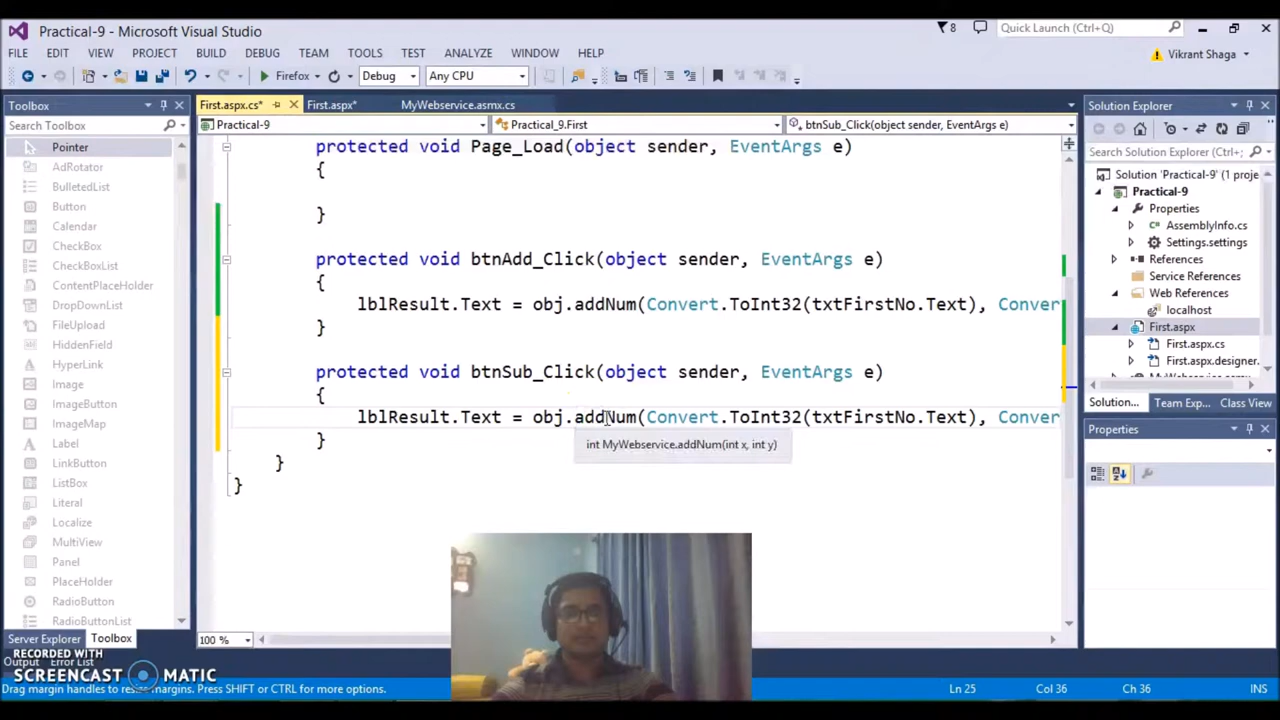 Practical-9 - Microsoft Visual Studio
8
Quick Launch (Ctrl+Q)
FILE EDIT VIEW PROJECT BUILD DEBUG TEAM TOOLS TEST ANALYZE WINDOW HELP
Vikrant Shaga
Firefox
Debug
Any CPU
Toolbox
Search Toolbox
Pointer
AdRotator
BulletedList
Button
Calendar
CheckBox
CheckBoxList
ContentPlaceHolder
DropDownList
FileUpload
HiddenField
HyperLink
Image
ImageButton
ImageMap
Label
LinkButton
ListBox
Literal
Localize
MultiView
Panel
PlaceHolder
RadioButton
RadioButtonList
Server Explorer Toolbox
Output Error List
First.aspx.cs* First.aspx* MyWebservice.asmx.cs
Practical-9 Practical_9.First btnSub_Click(object sender, EventArgs e)
protected void Page_Load(object sender, EventArgs e)
{
}
protected void btnAdd_Click(object sender, EventArgs e)
{
lblResult.Text = obj.addNum(Convert.ToInt32(txtFirstNo.Text), Conver
}
protected void btnSub_Click(object sender, EventArgs e)
{
lblResult.Text = obj.addNum(Convert.ToInt32(txtFirstNo.Text), Conver
int MyWebservice.addNum(int x, int y)
}
}
}
100 %
Solution Explorer
Search Solution Explorer (Ctrl+;
Solution 'Practical-9' (1 proje
Practical-9
Properties
AssemblyInfo.cs
Settings.settings
References
Service References
Web References
localhost
First.aspx
First.aspx.cs
First.aspx.designer.
Solution... Team Exp... Class View
Properties
RECORDED WITH
SCREENCAST MATIC
Drag margin handles to resize margins. Press SHIFT or CTRL for more options.
Ln 25 Col 36 Ch 36 INS